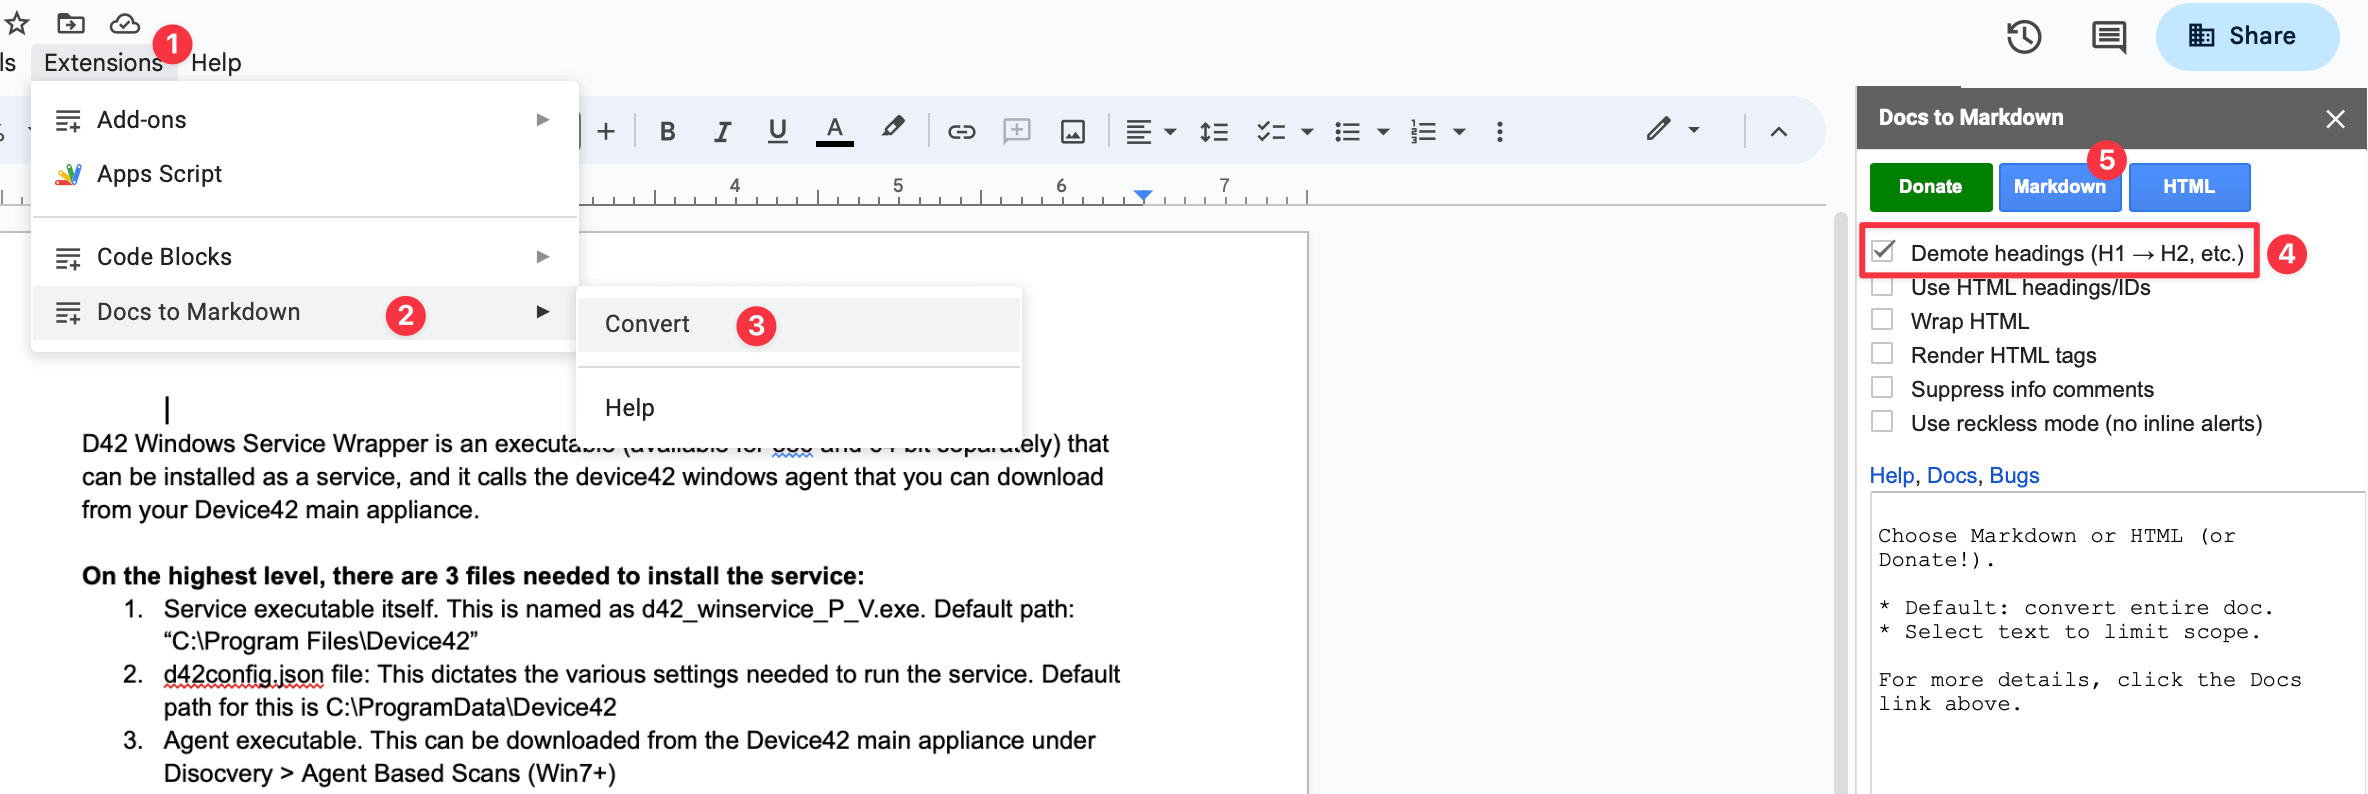 ls Extensions 1 Help
Share
Add-ons
Apps Script
Code Blocks
Docs to Markdown 2
Convert 3
Help
B I U A
4 5 6 7
D42 Windows Service Wrapper is an executable (available for and 64 bit separately) that
can be installed as a service, and it calls the device42 windows agent that you can download
from your Device42 main appliance.
On the highest level, there are 3 files needed to install the service:
1. Service executable itself. This is named as d42_winservice_P_V.exe. Default path:
“C:\Program Files\Device42”
2. d42config.json file: This dictates the various settings needed to run the service. Default
path for this is C:\ProgramData\Device42
3. Agent executable. This can be downloaded from the Device42 main appliance under
Disocvery > Agent Based Scans (Win7+)
Docs to Markdown
5
Donate Markdown HTML
Demote headings (H1 → H2, etc.) 4
Use HTML headings/IDs
Wrap HTML
Render HTML tags
Suppress info comments
Use reckless mode (no inline alerts)
Help, Docs, Bugs
Choose Markdown or HTML (or
Donate!).
* Default: convert entire doc.
* Select text to limit scope.
For more details, click the Docs
link above.